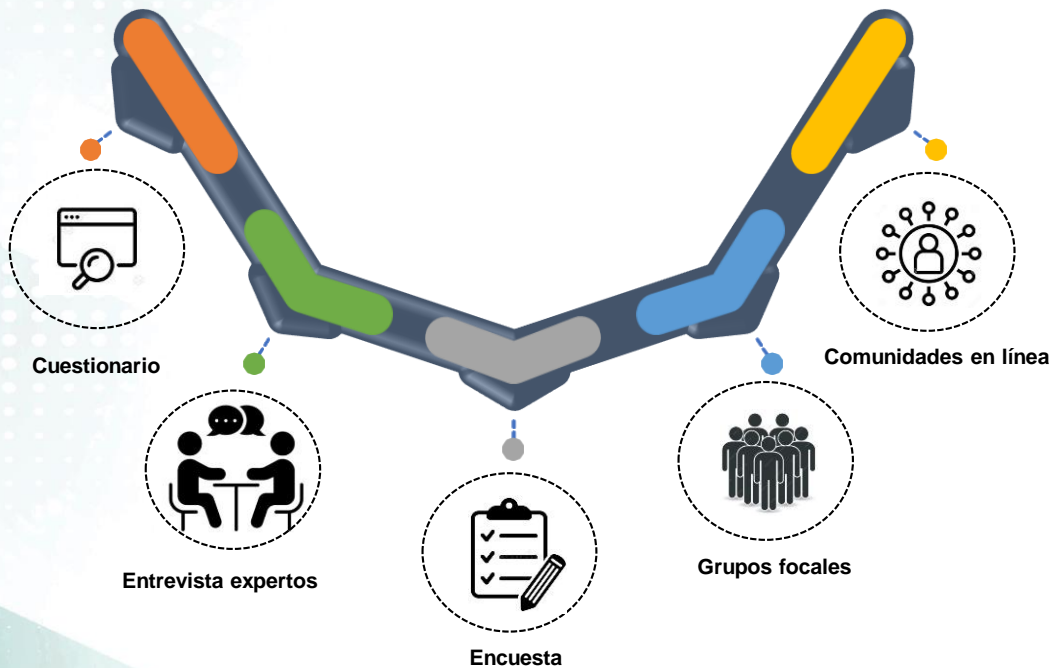 Cuestionario
Entrevista expertos
Encuesta
Grupos focales
Comunidades en línea